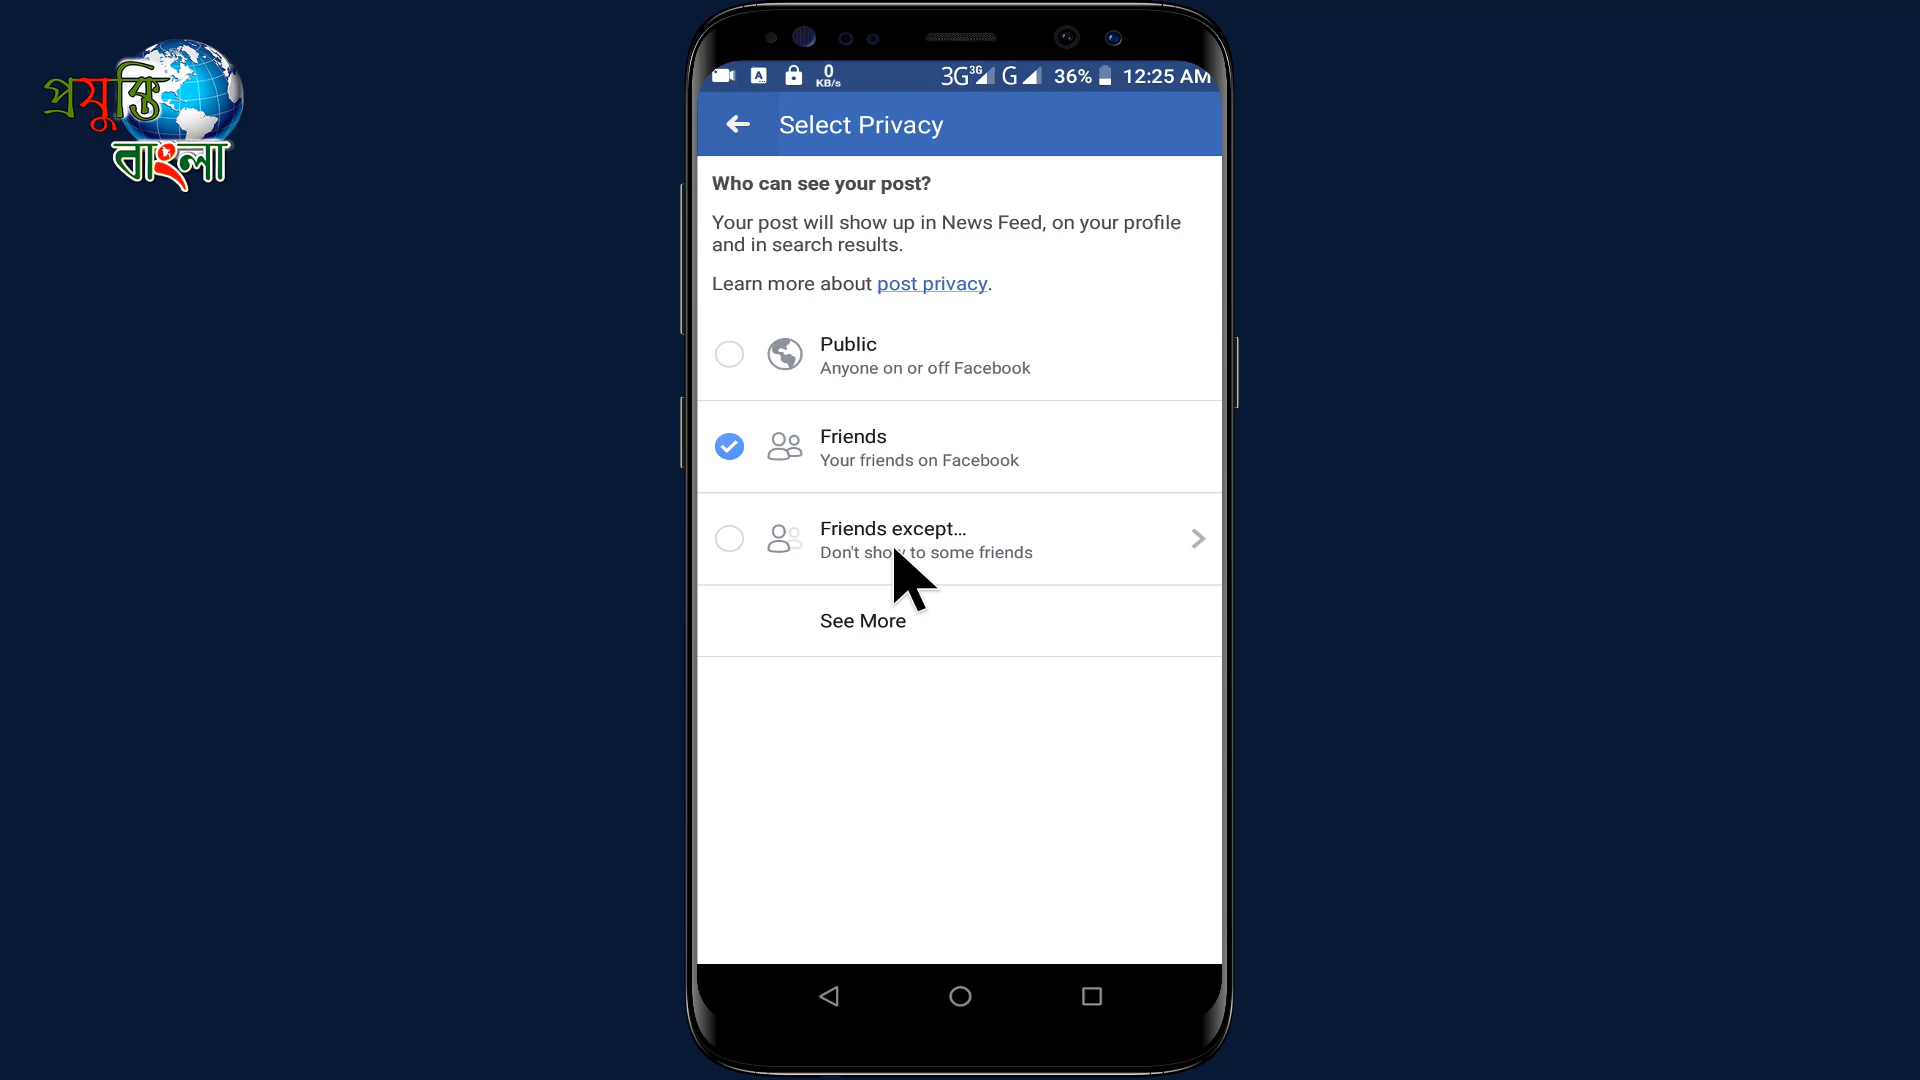 প্রযুক্তি
বাংলা
0
KB/s
3G 3G G 36% 12:25 AM
Select Privacy
Who can see your post?
Your post will show up in News Feed, on your profile
and in search results.
Learn more about post privacy.
Public
Anyone on or off Facebook
Friends
Your friends on Facebook
Friends except...
Don't show to some friends
See More